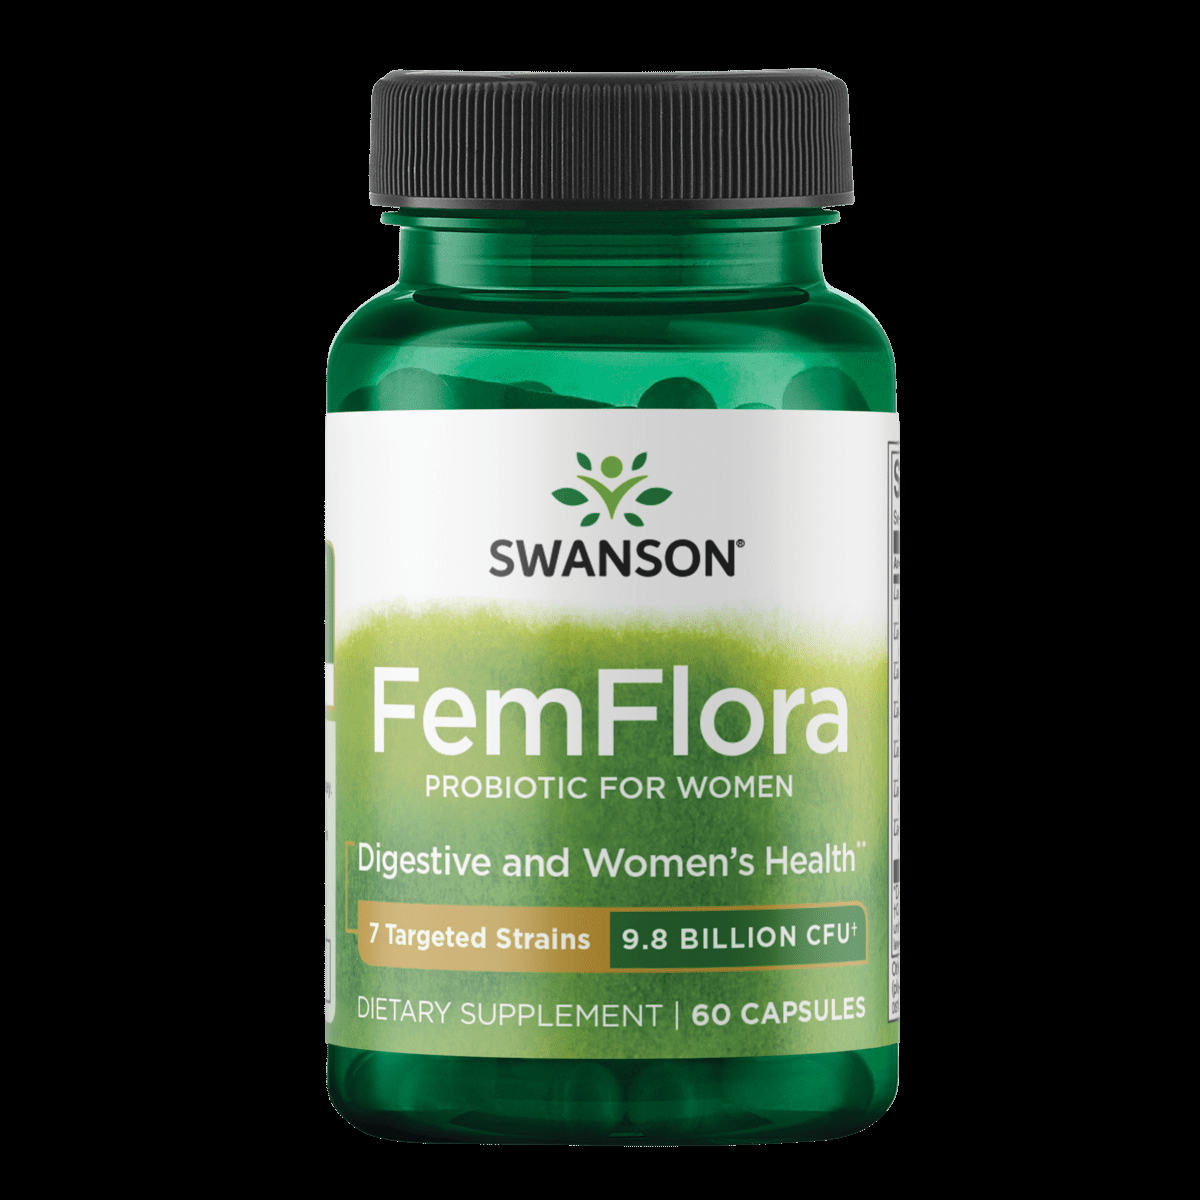 SWANSON®
FemFlora
PROBIOTIC FOR WOMEN
Digestive and Women's Health**
7 Targeted Strains 9.8 BILLION CFU†
DIETARY SUPPLEMENT | 60 CAPSULES